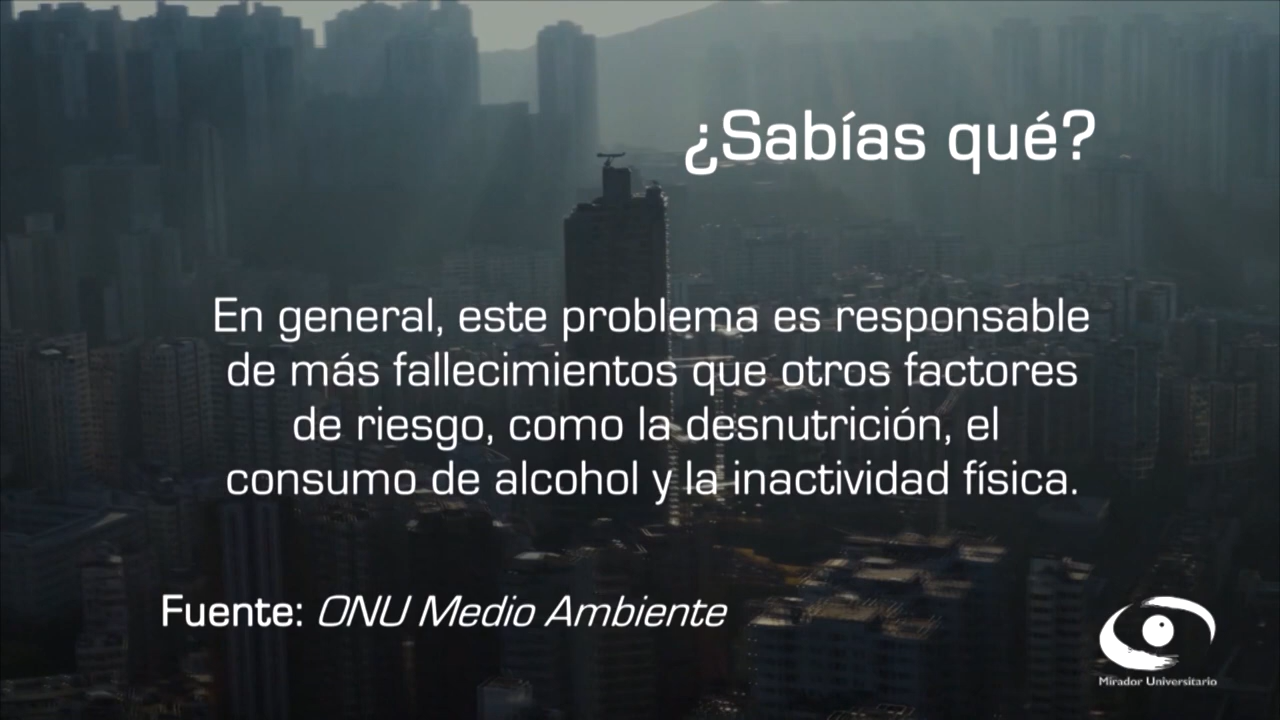 ¿Sabías qué?
En general, este problema es responsable
de más fallecimientos que otros factores
de riesgo, como la desnutrición, el
consumo de alcohol y la inactividad física.
Fuente: ONU Medio Ambiente
Mirador Universitario